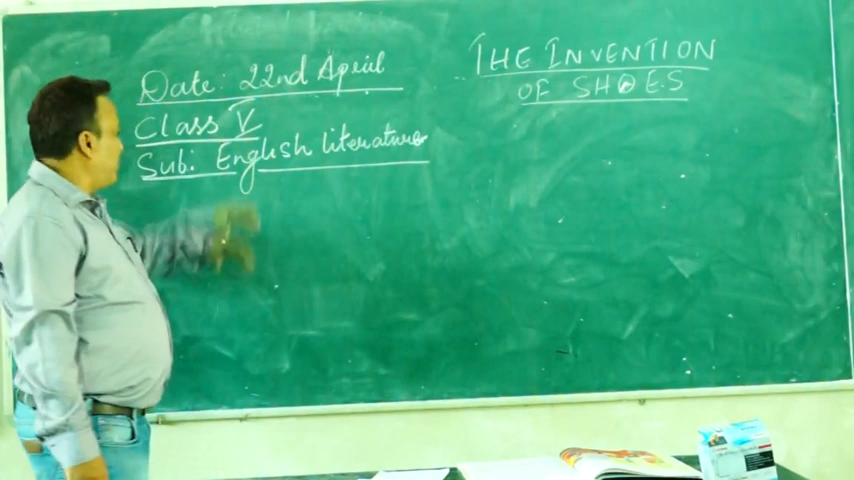 Date: 22nd April
Class V
Sub: English literature
THE INVENTION
OF SHOES